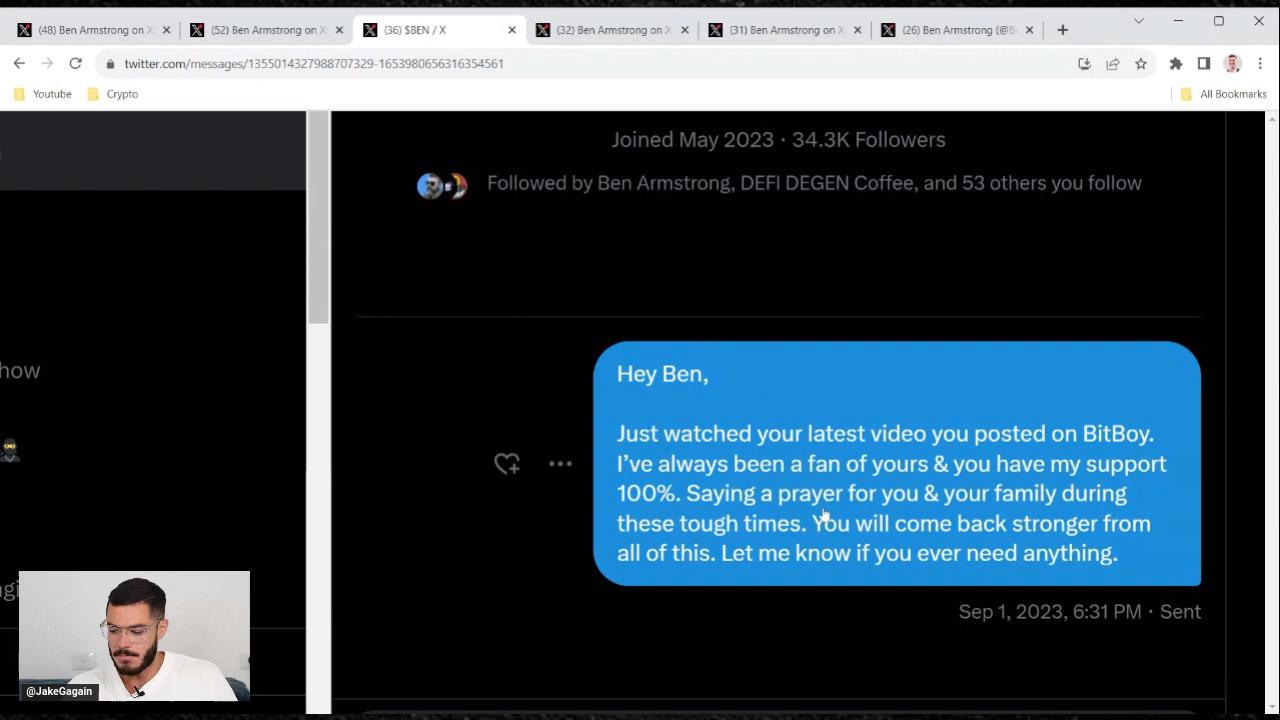 (48) Ben Armstrong on X
(52) Ben Armstrong on X
(36) $BEN / X
(32) Ben Armstrong on X
(31) Ben Armstrong on X
(26) Ben Armstrong (@B
twitter.com/messages/1355014327988707329-1653980656316354561
Youtube
Crypto
All Bookmarks
Joined May 2023 · 34.3K Followers
Followed by Ben Armstrong, DEFI DEGEN Coffee, and 53 others you follow
how
Hey Ben,
Just watched your latest video you posted on BitBoy.
I've always been a fan of yours & you have my support
100%. Saying a prayer for you & your family during
these tough times. You will come back stronger from
all of this. Let me know if you ever need anything.
Sep 1, 2023, 6:31 PM · Sent
@JakeGagain